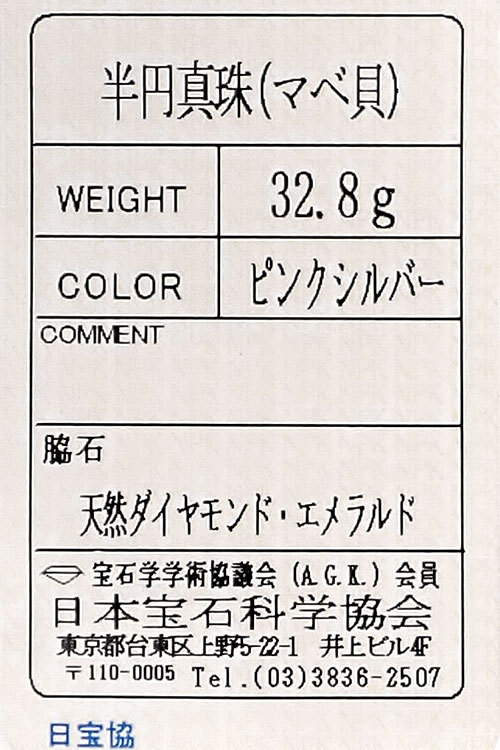 半円真珠(マベ貝)
WEIGHT 32.8g
COLOR ピンクシルバー
COMMENT
脇石
天然ダイヤモンド・エメラルド
宝石学学術協議会 (A.G.K.) 会員
日本宝石科学協会
東京都台東区上野5-22-1 井上ビル4F
〒110-0005 Tel.(03)3836-2507
日宝協